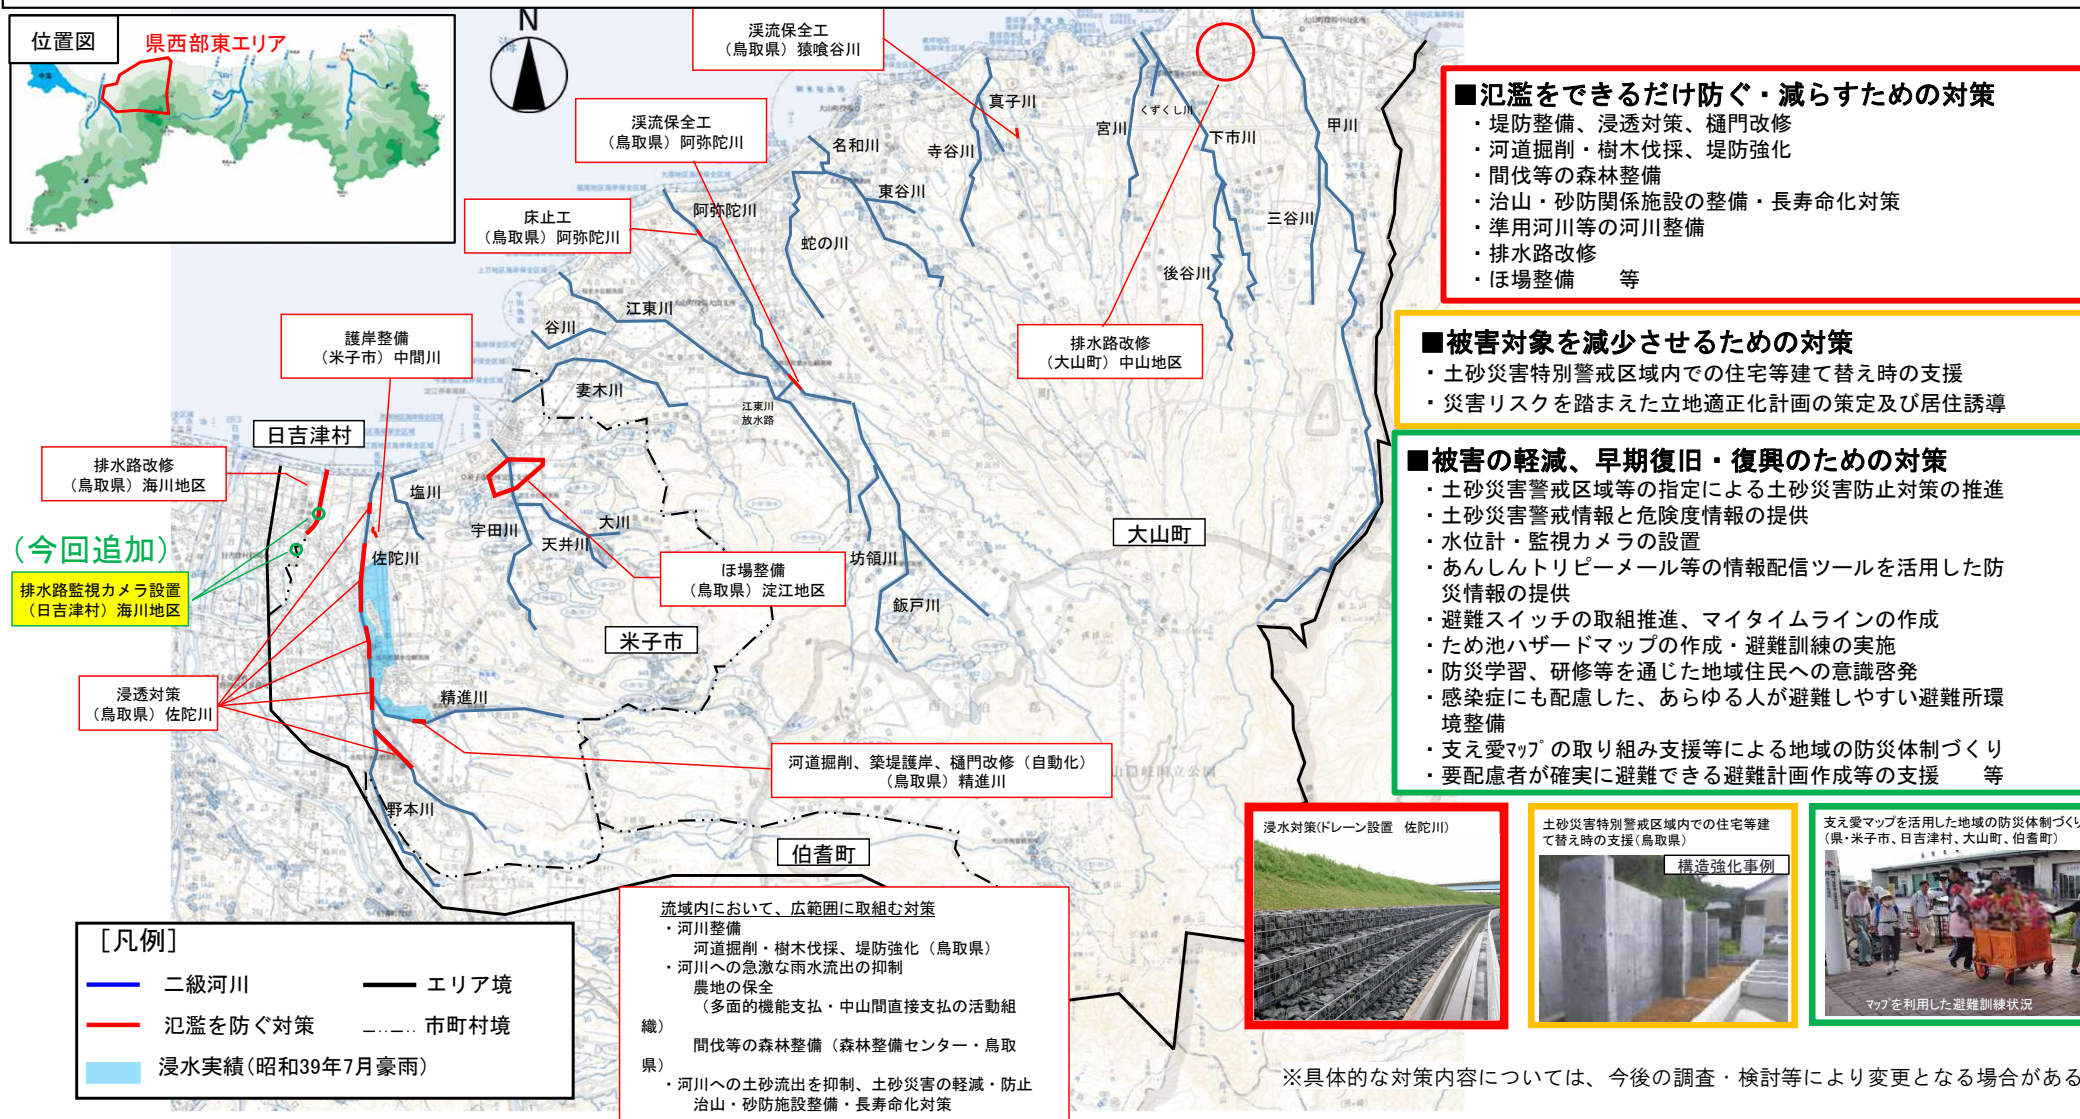 位置図
県西部東エリア
N
渓流保全工
（鳥取県）猿喰谷川
渓流保全工
（鳥取県）阿弥陀川
床止工
（鳥取県）阿弥陀川
護岸整備
（米子市）中間川
排水路改修
（鳥取県）海川地区
（今回追加）
排水路監視カメラ設置
（日吉津村）海川地区
浸透対策
（鳥取県）佐陀川
排水路改修
（大山町）中山地区
ほ場整備
（鳥取県）淀江地区
河道掘削、築堤護岸、樋門改修（自動化）
（鳥取県）精進川
日吉津村
米子市
大山町
伯耆町
真子川
宮川
くずくし川
下市川
甲川
名和川
寺谷川
東谷川
阿弥陀川
蛇の川
三谷川
後谷川
江東川
谷川
妻木川
江東川
放水路
塩川
宇田川
大川
天井川
佐陀川
坊領川
飯戸川
精進川
野本川
■氾濫をできるだけ防ぐ・減らすための対策
・堤防整備、浸透対策、樋門改修
・河道掘削・樹木伐採、堤防強化
・間伐等の森林整備
・治山・砂防関係施設の整備・長寿命化対策
・準用河川等の河川整備
・排水路改修
・ほ場整備　等
■被害対象を減少させるための対策
・土砂災害特別警戒区域内での住宅等建て替え時の支援
・災害リスクを踏まえた立地適正化計画の策定及び居住誘導
■被害の軽減、早期復旧・復興のための対策
・土砂災害警戒区域等の指定による土砂災害防止対策の推進
・土砂災害警戒情報と危険度情報の提供
・水位計・監視カメラの設置
・あんしんトリピーメール等の情報配信ツールを活用した防
災情報の提供
・避難スイッチの取組推進、マイタイムラインの作成
・ため池ハザードマップの作成・避難訓練の実施
・防災学習、研修等を通じた地域住民への意識啓発
・感染症にも配慮した、あらゆる人が避難しやすい避難所環
境整備
・支え愛ﾏｯﾌﾟの取り組み支援等による地域の防災体制づくり
・要配慮者が確実に避難できる避難計画作成等の支援　等
浸水対策(ドレーン設置　佐陀川)
土砂災害特別警戒区域内での住宅等建
て替え時の支援(鳥取県)
構造強化事例
支え愛マップを活用した地域の防災体制づくり
(県・米子市、日吉津村、大山町、伯耆町)
ﾏｯﾌﾟを利用した避難訓練状況
［凡例］
二級河川
エリア境
氾濫を防ぐ対策
市町村境
浸水実績(昭和39年7月豪雨)
流域内において、広範囲に取組む対策
・河川整備
河道掘削・樹木伐採、堤防強化（鳥取県）
・河川への急激な雨水流出の抑制
農地の保全
（多面的機能支払・中山間直接支払の活動組
織）
間伐等の森林整備（森林整備センター・鳥取
県）
・河川への土砂流出を抑制、土砂災害の軽減・防止
治山・砂防施設整備・長寿命化対策
※具体的な対策内容については、今後の調査・検討等により変更となる場合がある